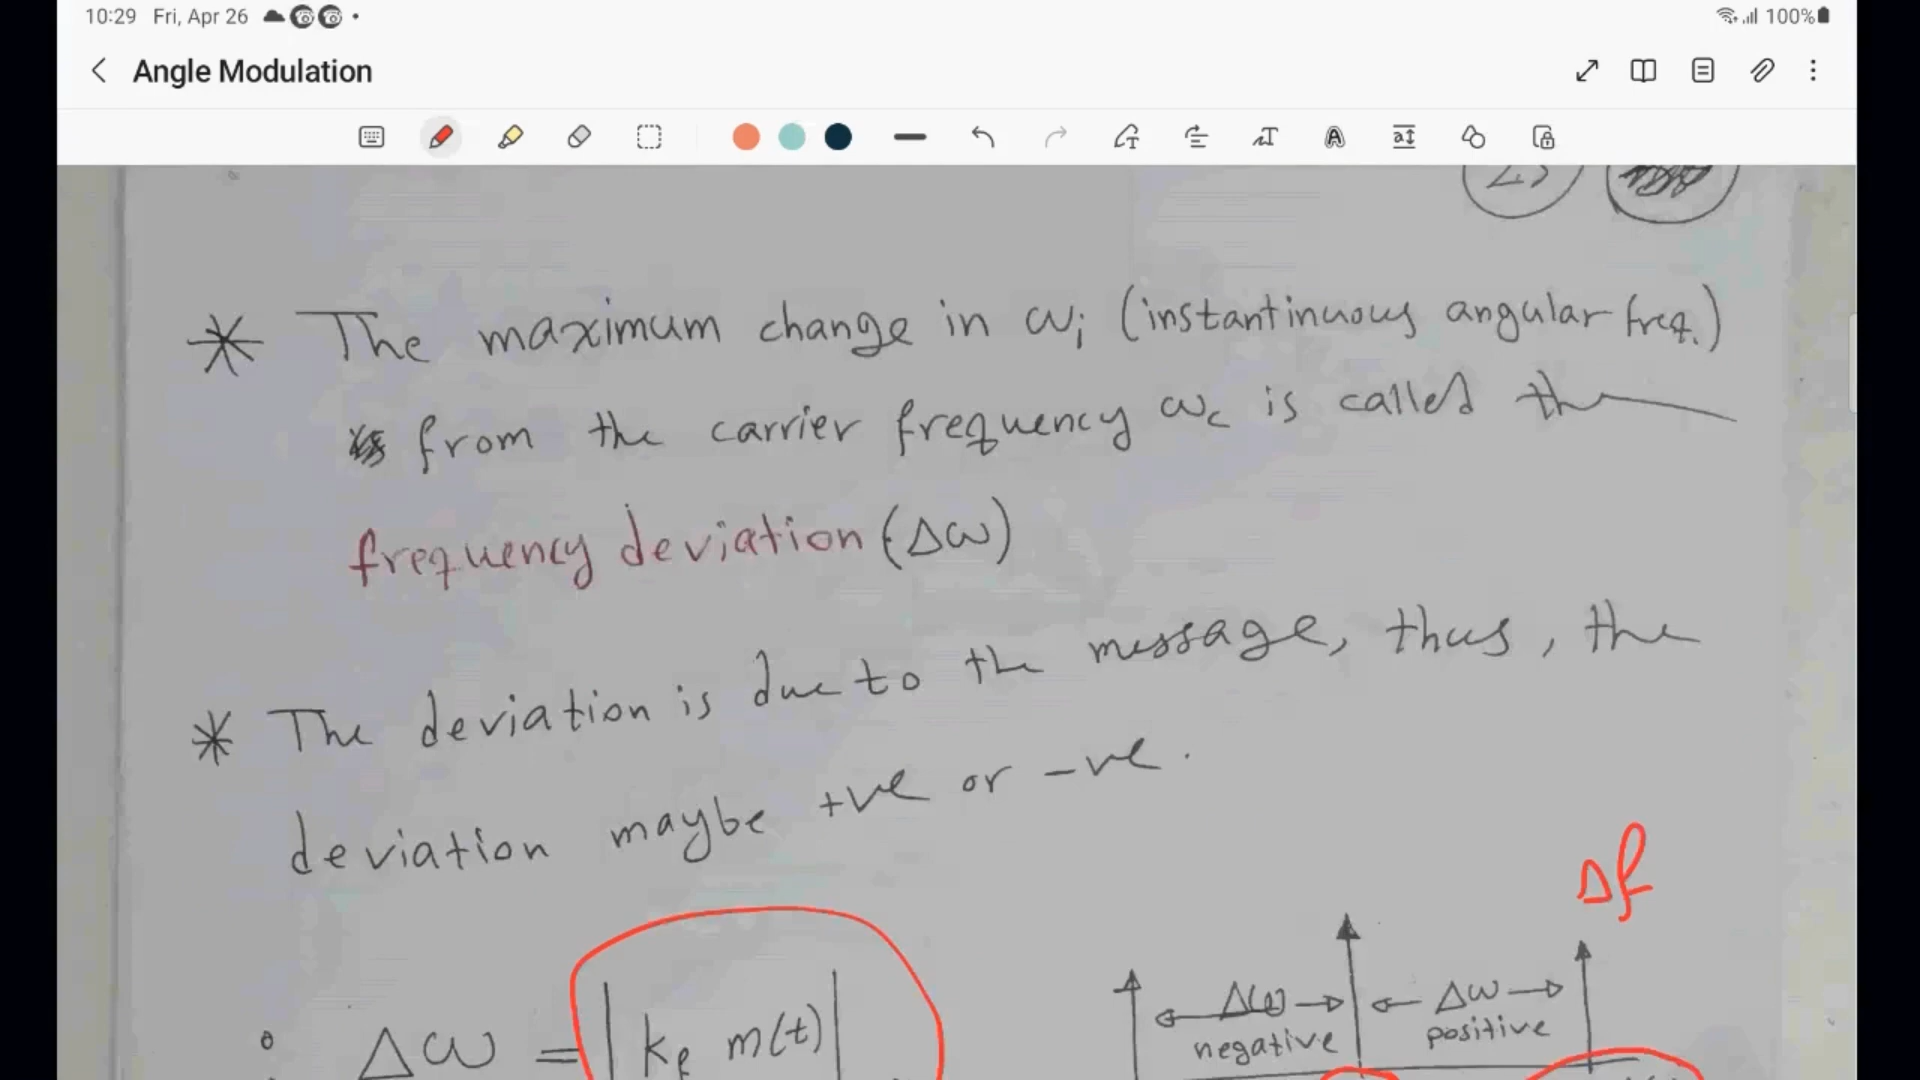 10:29 Fri, Apr 26
100%
Angle Modulation
* The maximum change in ωi (instantinuous angular freq.)
from the carrier frequency ωc is called the
frequency deviation (Δω)
* The deviation is due to the message, thus, the
deviation maybe +ve or -ve.
Δf
Δω Δω
negative positive
Δω = | kf m(t) |